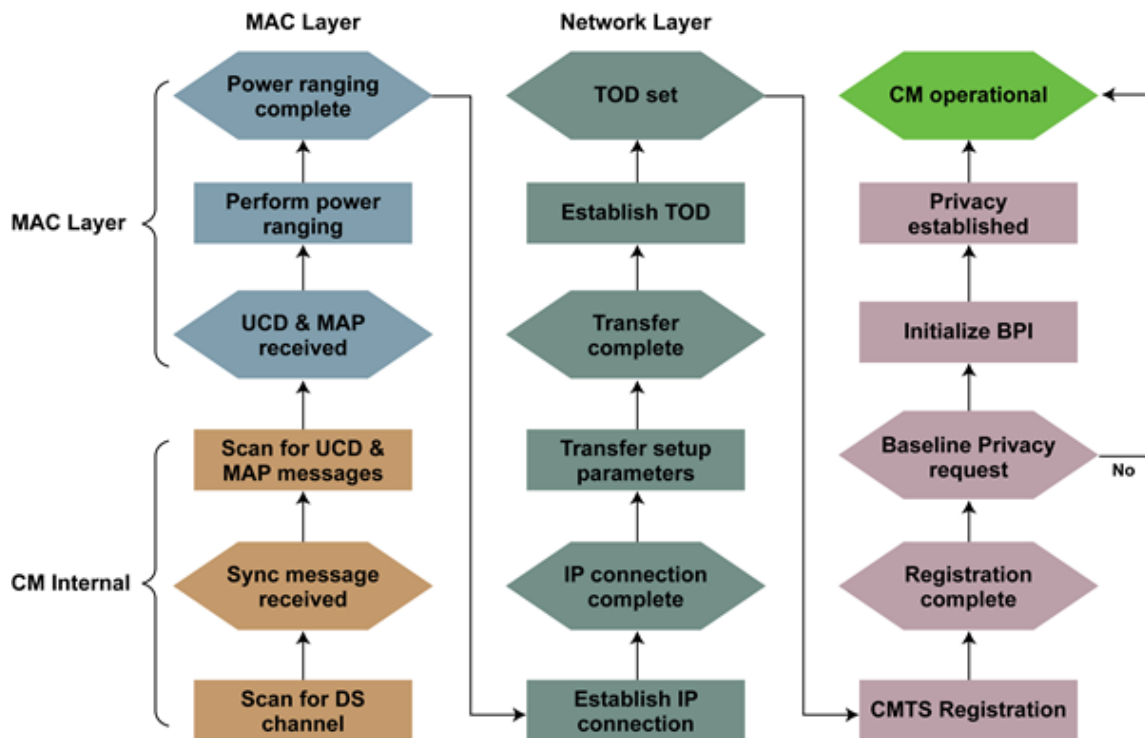 MAC Layer
Network Layer
Power ranging
complete
TOD set
CM operational
MAC Layer
Perform power
ranging
Establish TOD
Privacy
established
UCD & MAP
received
Transfer
complete
Initialize BPI
Scan for UCD &
MAP messages
Transfer setup
parameters
Baseline Privacy
request
No
CM Internal
Sync message
received
IP connection
complete
Registration
complete
Scan for DS
channel
Establish IP
connection
CMTS Registration